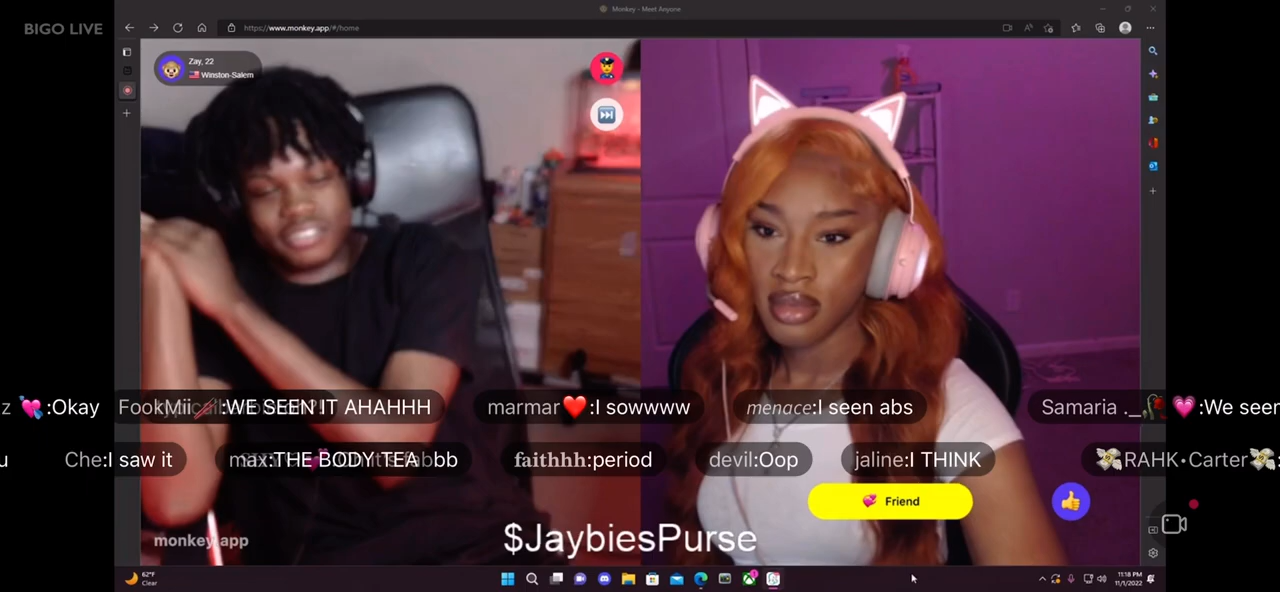 Monkey - Meet Anyone
BIGO LIVE
https://www.monkey.app/#/home
Zay, 22
Winston-Salem
z 💘:Okay
FookyMii :WE SEEN IT AHAHHH
marmar❤️:I sowwww
menace:I seen abs
Samaria ._🥀💗:We seen
u
Che:I saw it
max:THE BODY TEA
faithhh:period
devil:Oop
jaline:I THINK
💸RAHK•Carter💸:
💞 Friend
monkey.app
$JaybiesPurse
62°F
Clear
11:18 PM
11/1/2022